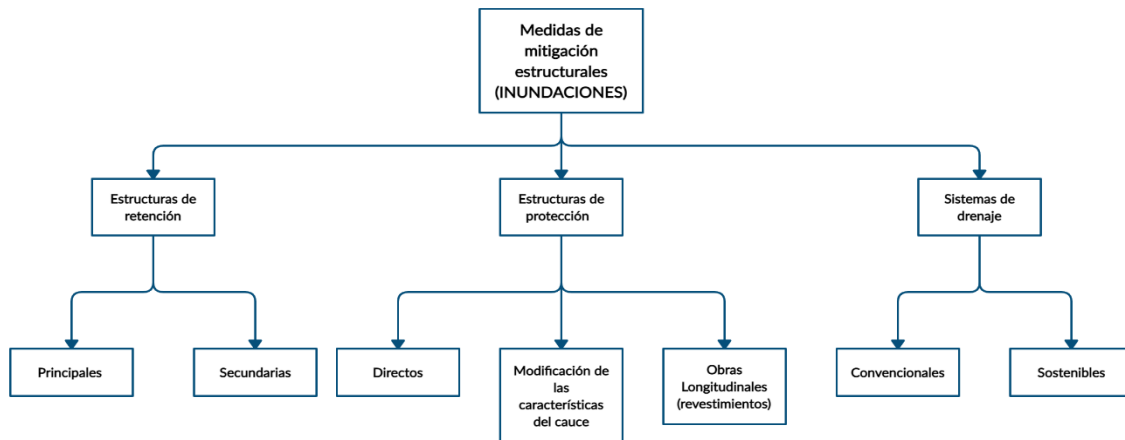 Medidas de
mitigación
estructurales
(INUNDACIONES)
Estructuras de
retención
Estructuras de
protección
Sistemas de
drenaje
Principales
Secundarias
Directos
Modificación de
las
características
del cauce
Obras
Longitudinales
(revestimientos)
Convencionales
Sostenibles